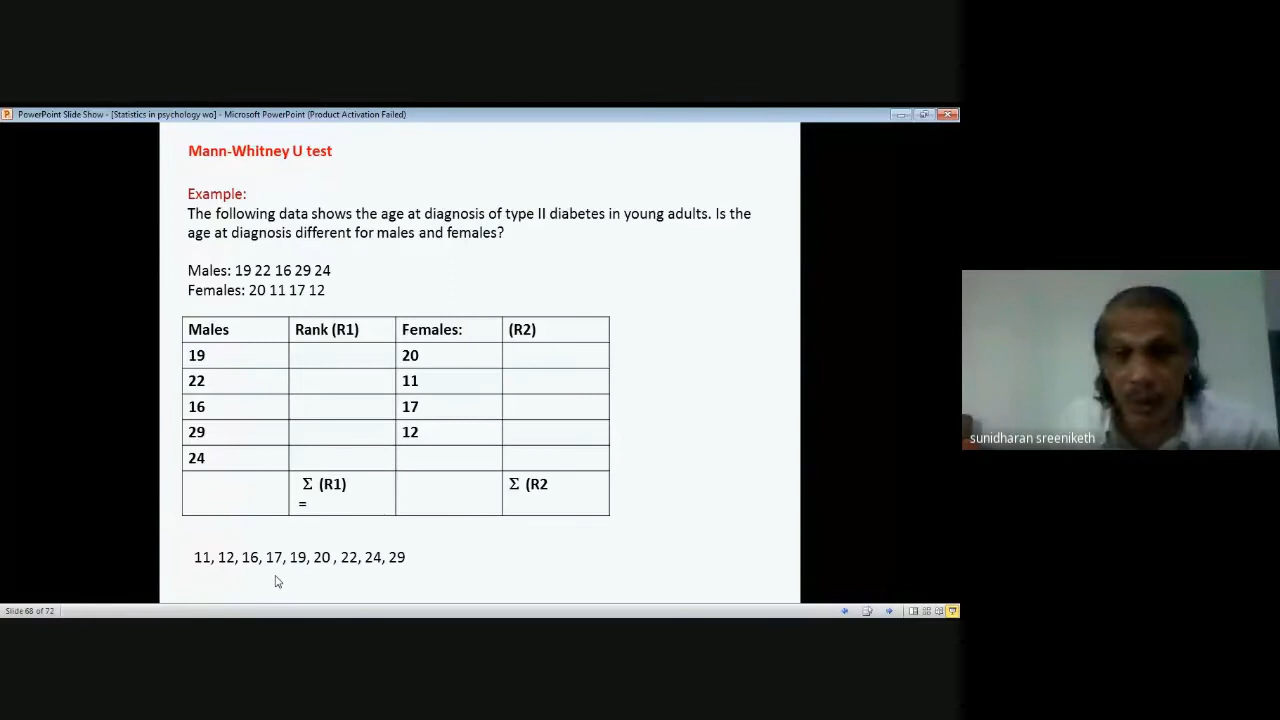 PowerPoint Slide Show - [Statistics in psychology wo] - Microsoft PowerPoint (Product Activation Failed)
Mann-Whitney U test
Example:
The following data shows the age at diagnosis of type II diabetes in young adults. Is the
age at diagnosis different for males and females?
Males: 19 22 16 29 24
Females: 20 11 17 12
Males Rank (R1) Females: (R2)
19 20
22 11
16 17
29 12
24
Σ (R1) Σ (R2
=
11, 12, 16, 17, 19, 20 , 22, 24, 29
Slide 68 of 72
sunidharan sreeniketh